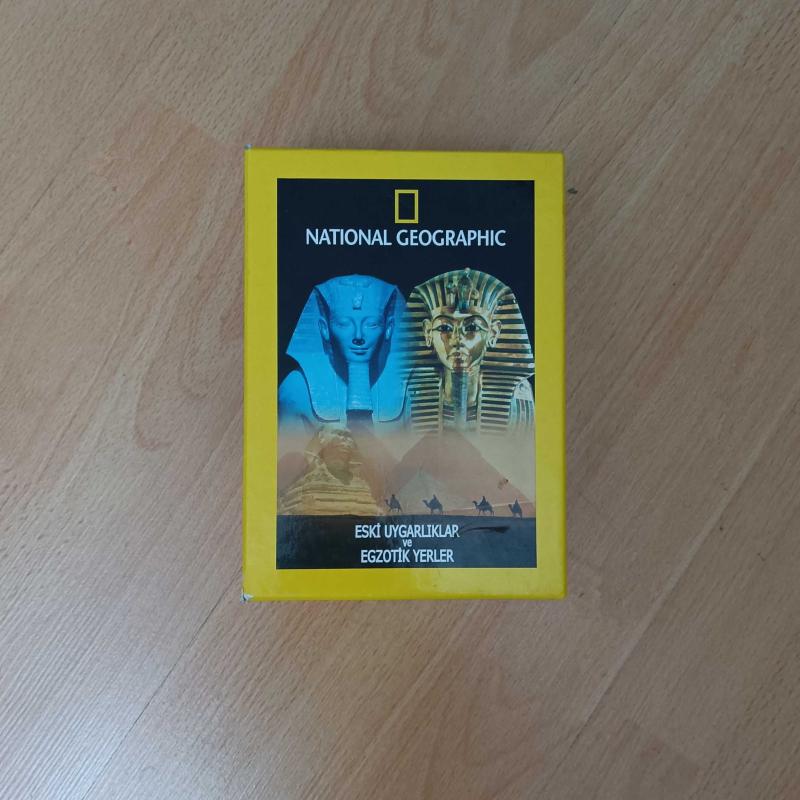 NATIONAL GEOGRAPHIC
ESKİ UYGARLIKLAR
ve
EGZOTİK YERLER